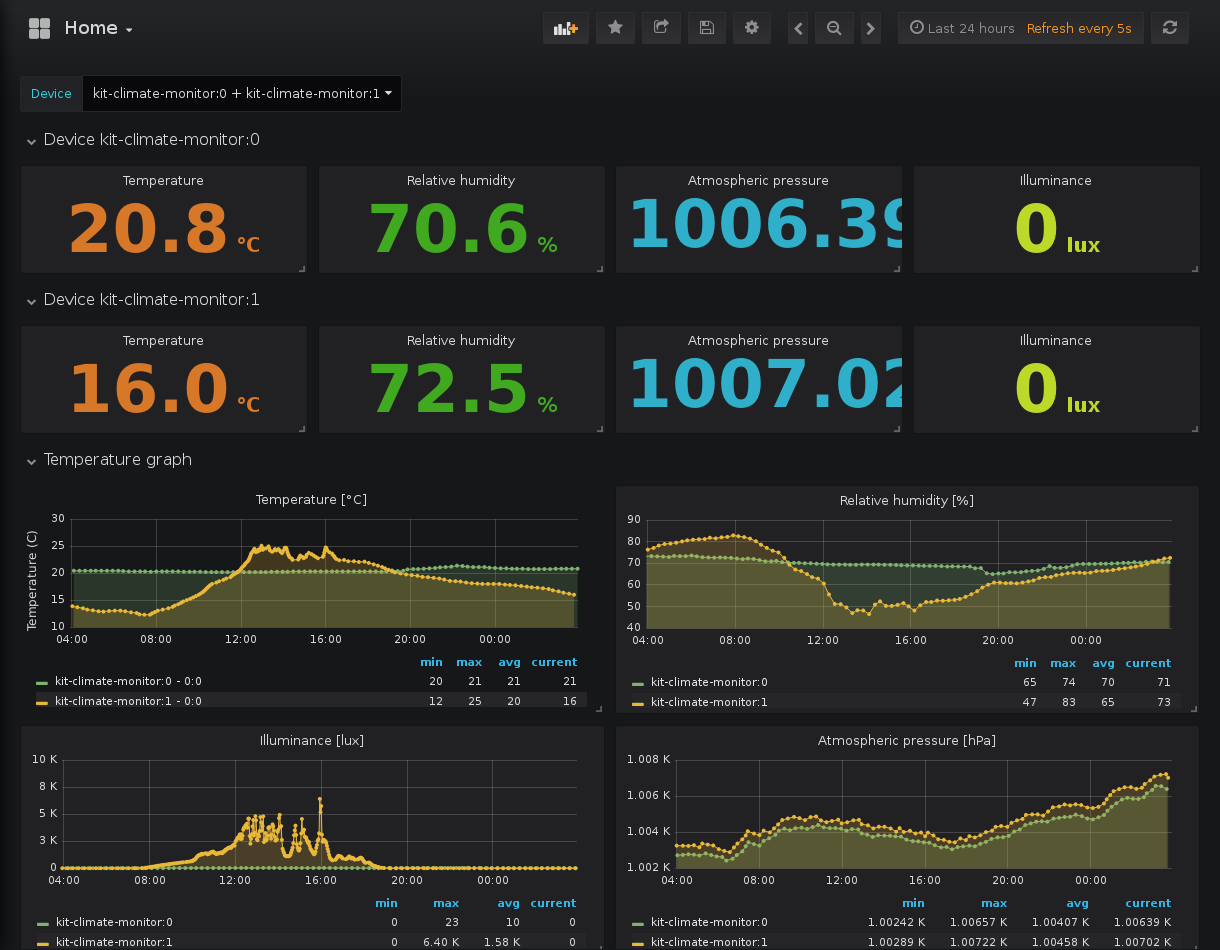 Home
Last 24 hours Refresh every 5s
Device kit-climate-monitor:0 + kit-climate-monitor:1
Device kit-climate-monitor:0
Temperature Relative humidity Atmospheric pressure Illuminance
20.8 °C 70.6 % 1006.39 0 lux
Device kit-climate-monitor:1
Temperature Relative humidity Atmospheric pressure Illuminance
16.0 °C 72.5 % 1007.02 0 lux
Temperature graph
Temperature [°C]
Temperature (C)
30
25
20
15
10
04:00 08:00 12:00 16:00 20:00 00:00
min max avg current
kit-climate-monitor:0 - 0:0 20 21 21 21
kit-climate-monitor:1 - 0:0 12 25 20 16
Relative humidity [%]
90
80
70
60
50
40
04:00 08:00 12:00 16:00 20:00 00:00
min max avg current
kit-climate-monitor:0 65 74 70 71
kit-climate-monitor:1 47 83 65 73
Illuminance [lux]
10 K
8 K
5 K
3 K
0
04:00 08:00 12:00 16:00 20:00 00:00
min max avg current
kit-climate-monitor:0 0 23 10 0
kit-climate-monitor:1 0 6.40 K 1.58 K 0
Atmospheric pressure [hPa]
1.008 K
1.006 K
1.004 K
1.002 K
04:00 08:00 12:00 16:00 20:00 00:00
min max avg current
kit-climate-monitor:0 1.00242 K 1.00657 K 1.00407 K 1.00639 K
kit-climate-monitor:1 1.00289 K 1.00722 K 1.00458 K 1.00702 K